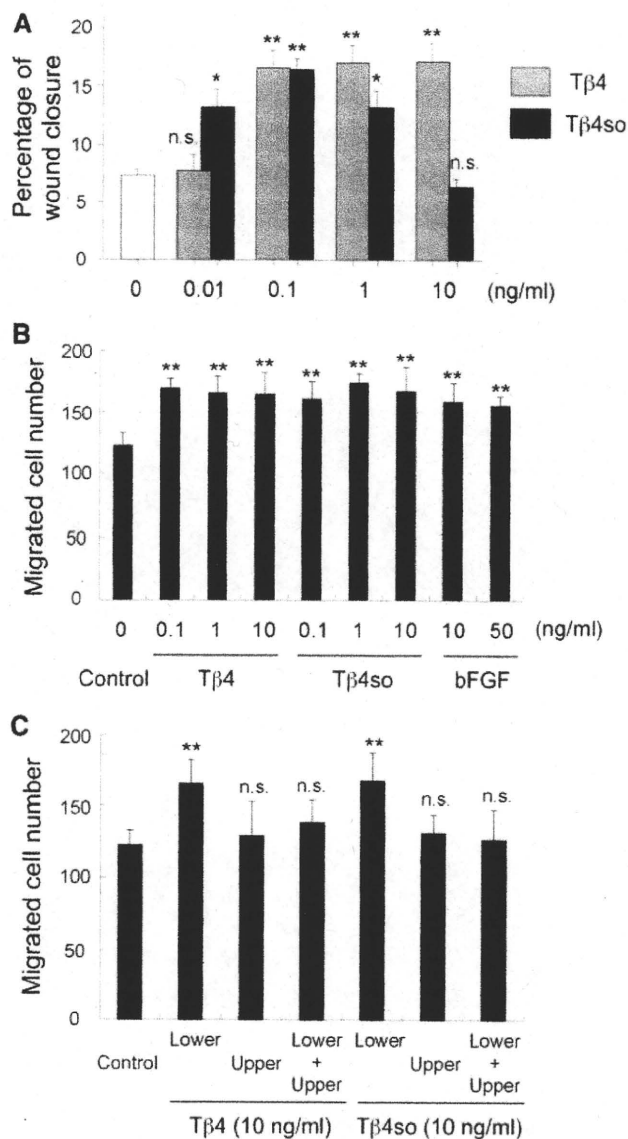 A
Percentage of
wound closure
20
15
10
5
0
n.s.
*
**
**
**
*
**
n.s.
Tβ4
Tβ4so
0 0.01 0.1 1 10 (ng/ml)
B
Migrated cell number
200
150
100
50
0
** ** ** ** ** ** ** **
0 0.1 1 10 0.1 1 10 10 50 (ng/ml)
Control Tβ4 Tβ4so bFGF
C
Migrated cell number
200
150
100
50
0
** n.s. n.s. ** n.s. n.s.
Control
Lower
Upper
Lower
+
Upper
Lower
Upper
Lower
+
Upper
Tβ4 (10 ng/ml) Tβ4so (10 ng/ml)